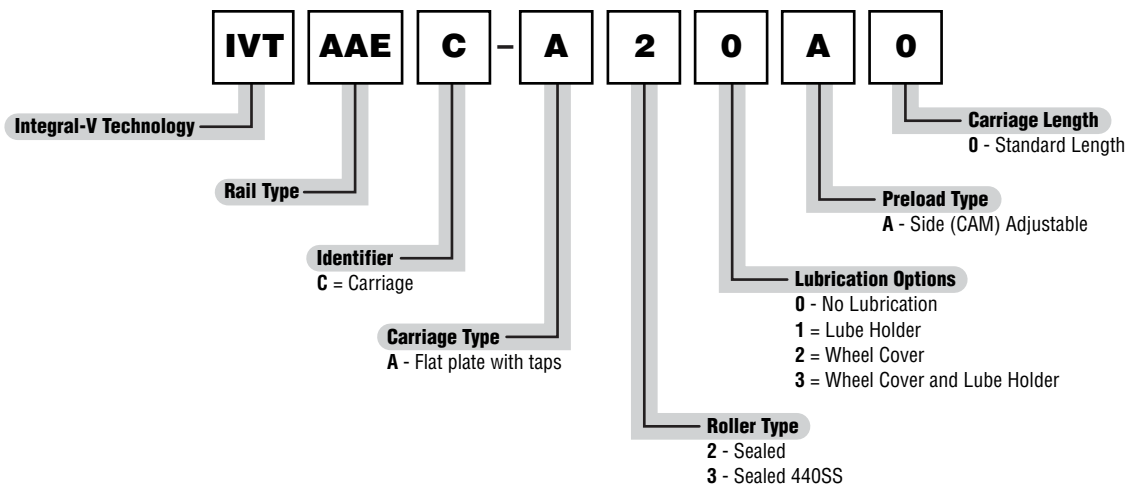 IVT AAE C - A 2 0 A 0
Integral-V Technology
Carriage Length
0 - Standard Length
Rail Type
Preload Type
A - Side (CAM) Adjustable
Identifier
C = Carriage
Lubrication Options
0 - No Lubrication
1 = Lube Holder
2 = Wheel Cover
3 = Wheel Cover and Lube Holder
Carriage Type
A - Flat plate with taps
Roller Type
2 - Sealed
3 - Sealed 440SS